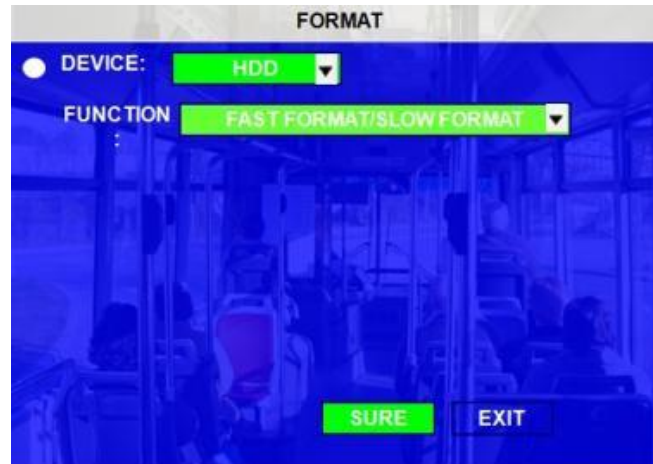 FORMAT
DEVICE: HDD
FUNCTION : FAST FORMAT/SLOW FORMAT
SURE EXIT